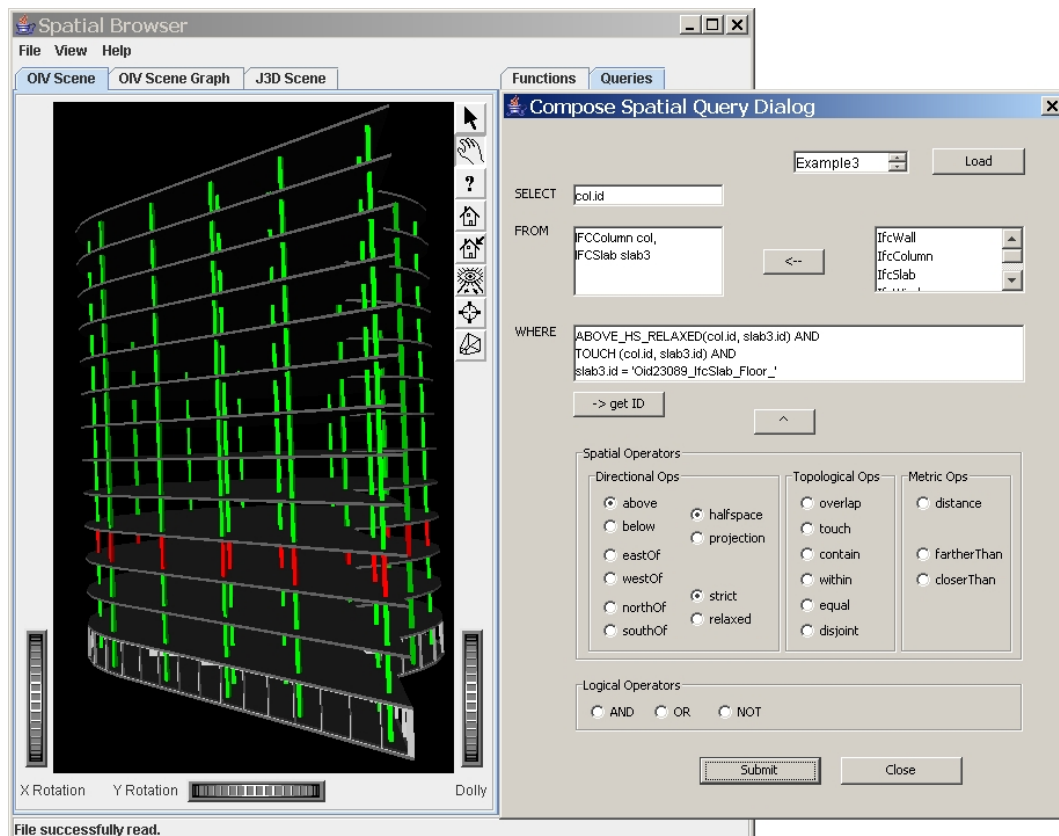 Spatial Browser
File View Help
OIV Scene OIV Scene Graph J3D Scene Functions Queries
Compose Spatial Query Dialog
Example3 Load
SELECT col.id
FROM IFCColumn col,
IFCSlab slab3
<--
IfcWall
IfcColumn
IfcSlab
?
WHERE ABOVE_HS_RELAXED(col.id, slab3.id) AND
TOUCH (col.id, slab3.id) AND
slab3.id = 'Oid23089_IfcSlab_Floor_'
-> get ID
^
Spatial Operators
Directional Ops
above
below
eastOf
westOf
northOf
southOf
halfspace
projection
strict
relaxed
Topological Ops
overlap
touch
contain
within
equal
disjoint
Metric Ops
distance
fartherThan
closerThan
Logical Operators
AND OR NOT
Submit Close
X Rotation Y Rotation Dolly
File successfully read.